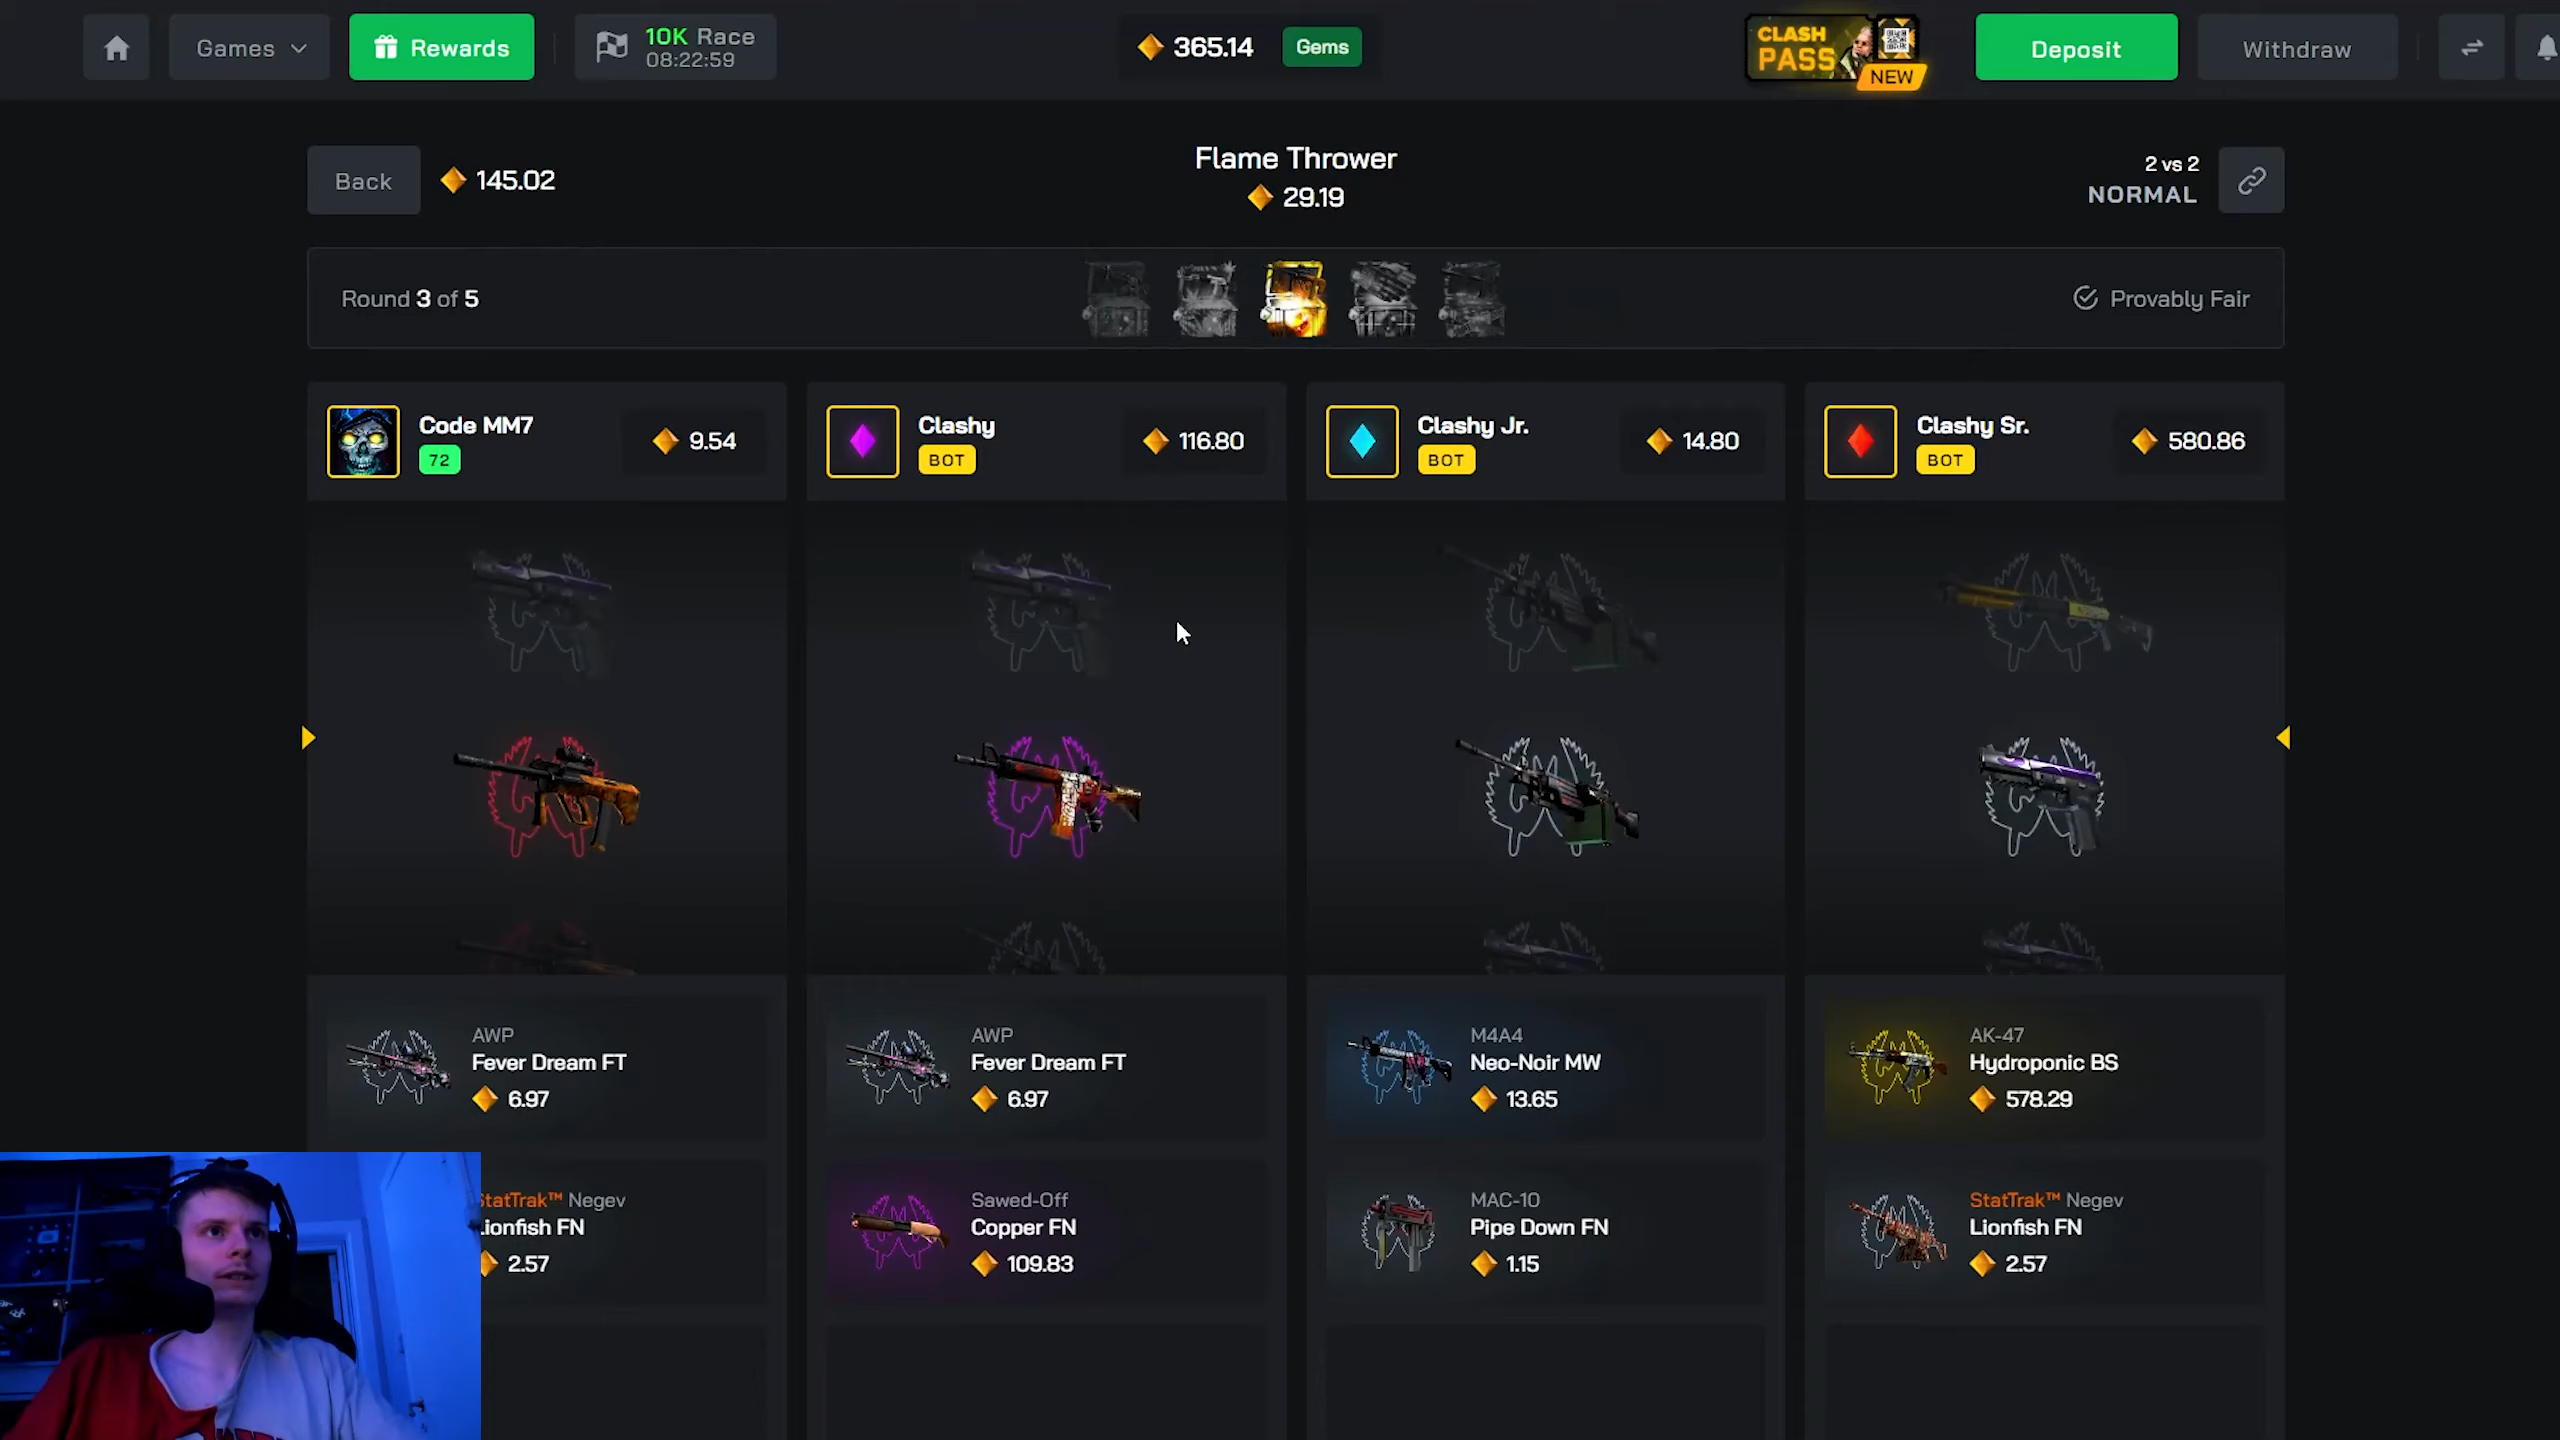 Games
Rewards
10K Race
08:22:59
365.14
Gems
CLASH
PASS
NEW
Deposit
Withdraw
Back
145.02
Flame Thrower
29.19
2 vs 2
NORMAL
Round 3 of 5
Provably Fair
Code MM7
72
9.54
Clashy
BOT
116.80
Clashy Jr.
BOT
14.80
Clashy Sr.
BOT
580.86
AWP
Fever Dream FT
6.97
AWP
Fever Dream FT
6.97
M4A4
Neo-Noir MW
13.65
AK-47
Hydroponic BS
578.29
StatTrak™ Negev
Lionfish FN
2.57
Sawed-Off
Copper FN
109.83
MAC-10
Pipe Down FN
1.15
StatTrak™ Negev
Lionfish FN
2.57